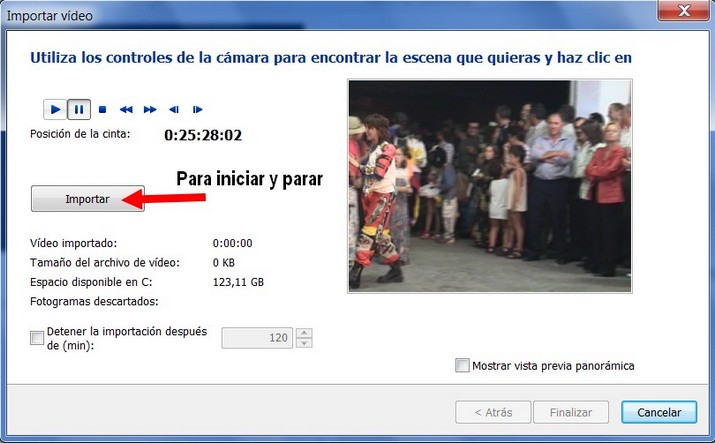 Importar vídeo
Utiliza los controles de la cámara para encontrar la escena que quieras y haz clic en
Posición de la cinta: 0:25:28:02
Para iniciar y parar
Importar
Vídeo importado: 0:00:00
Tamaño del archivo de vídeo: 0 KB
Espacio disponible en C: 123,11 GB
Fotogramas descartados:
Detener la importación después
de (min): 120
Mostrar vista previa panorámica
< Atrás Finalizar Cancelar